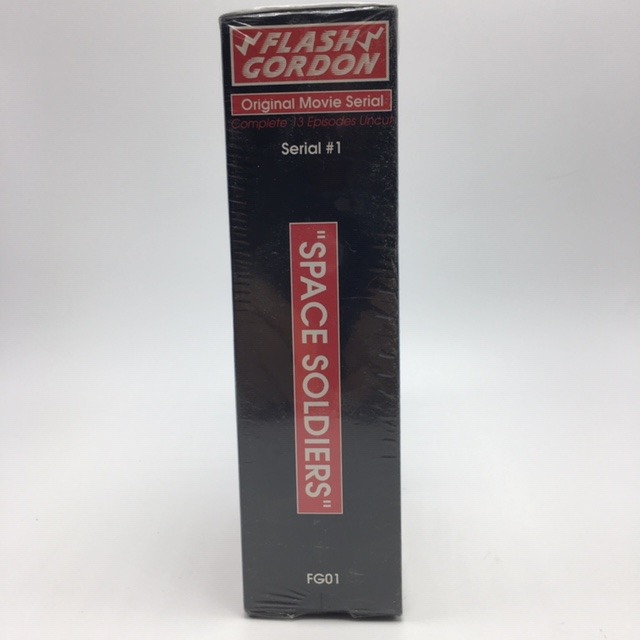 FLASH
GORDON
Original Movie Serial
Complete 13 Episodes Uncut
Serial #1
"SPACE SOLDIERS"
FG01